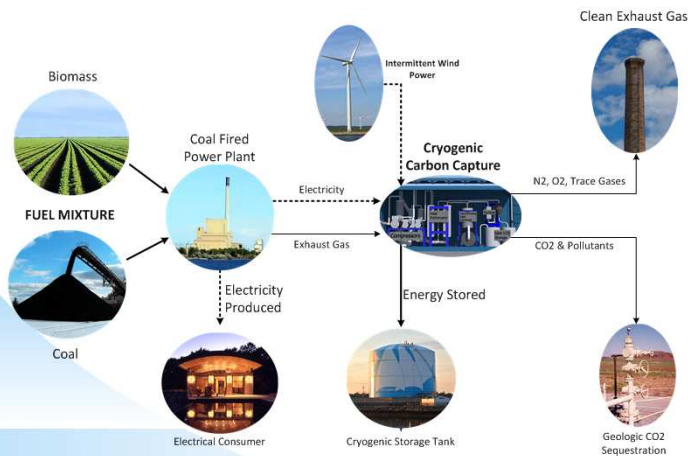 Clean Exhaust Gas
Biomass
Intermittent Wind
Power
Coal Fired
Power Plant
Cryogenic
Carbon Capture
Electricity
N2, O2, Trace Gases
FUEL MIXTURE
Exhaust Gas
CO2 & Pollutants
Compressors
Electricity
Produced
Energy Stored
Coal
Electrical Consumer
Cryogenic Storage Tank
Geologic CO2
Sequestration